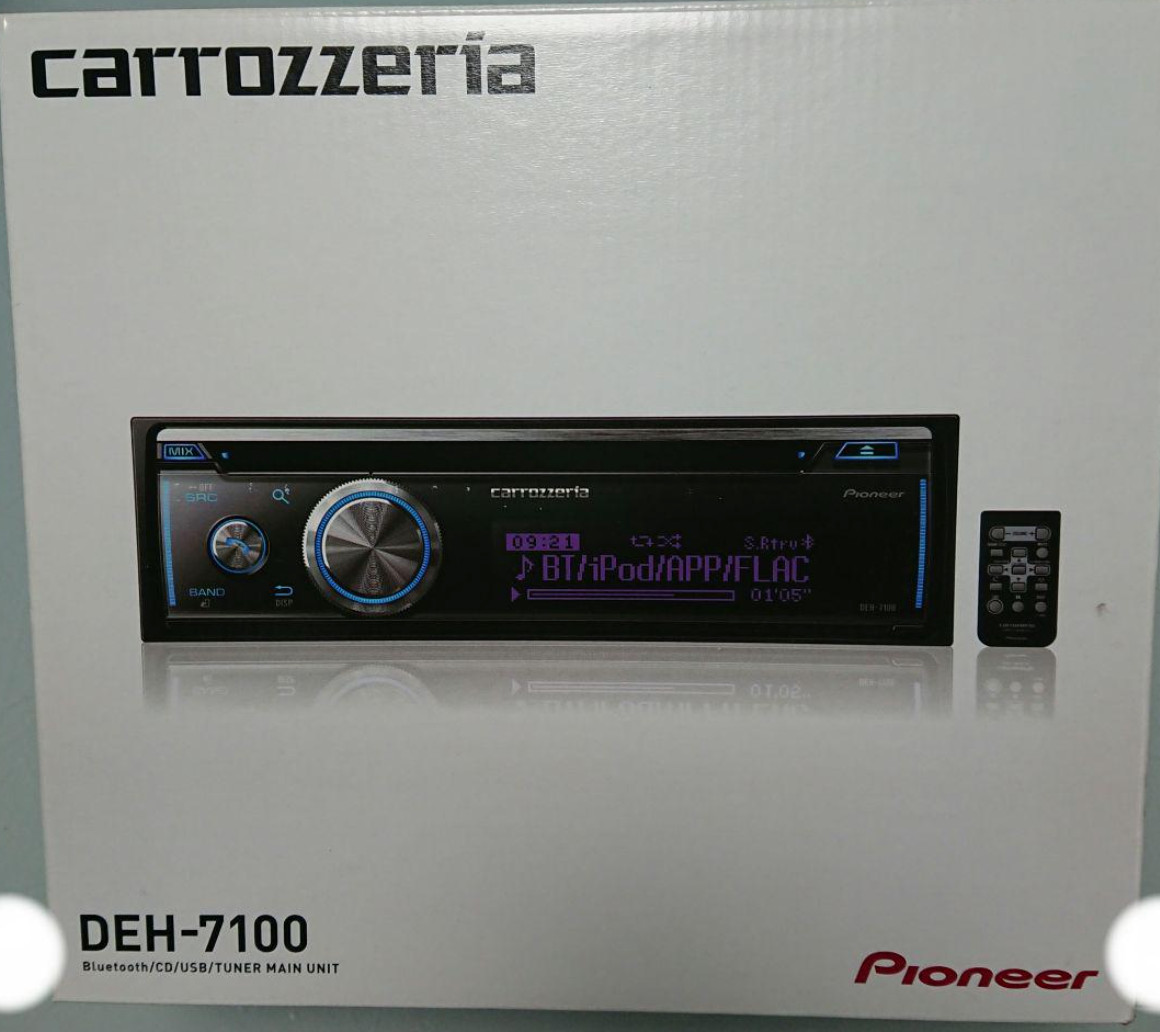 carrozzeria
MIX
OFF
SRC
carrozzeria
Pioneer
09:21
S.Rtrv
BT/iPod/APP/FLAC
01'05"
BAND
DISP
DEH-7100
DEH-7100
Bluetooth/CD/USB/TUNER MAIN UNIT
Pioneer